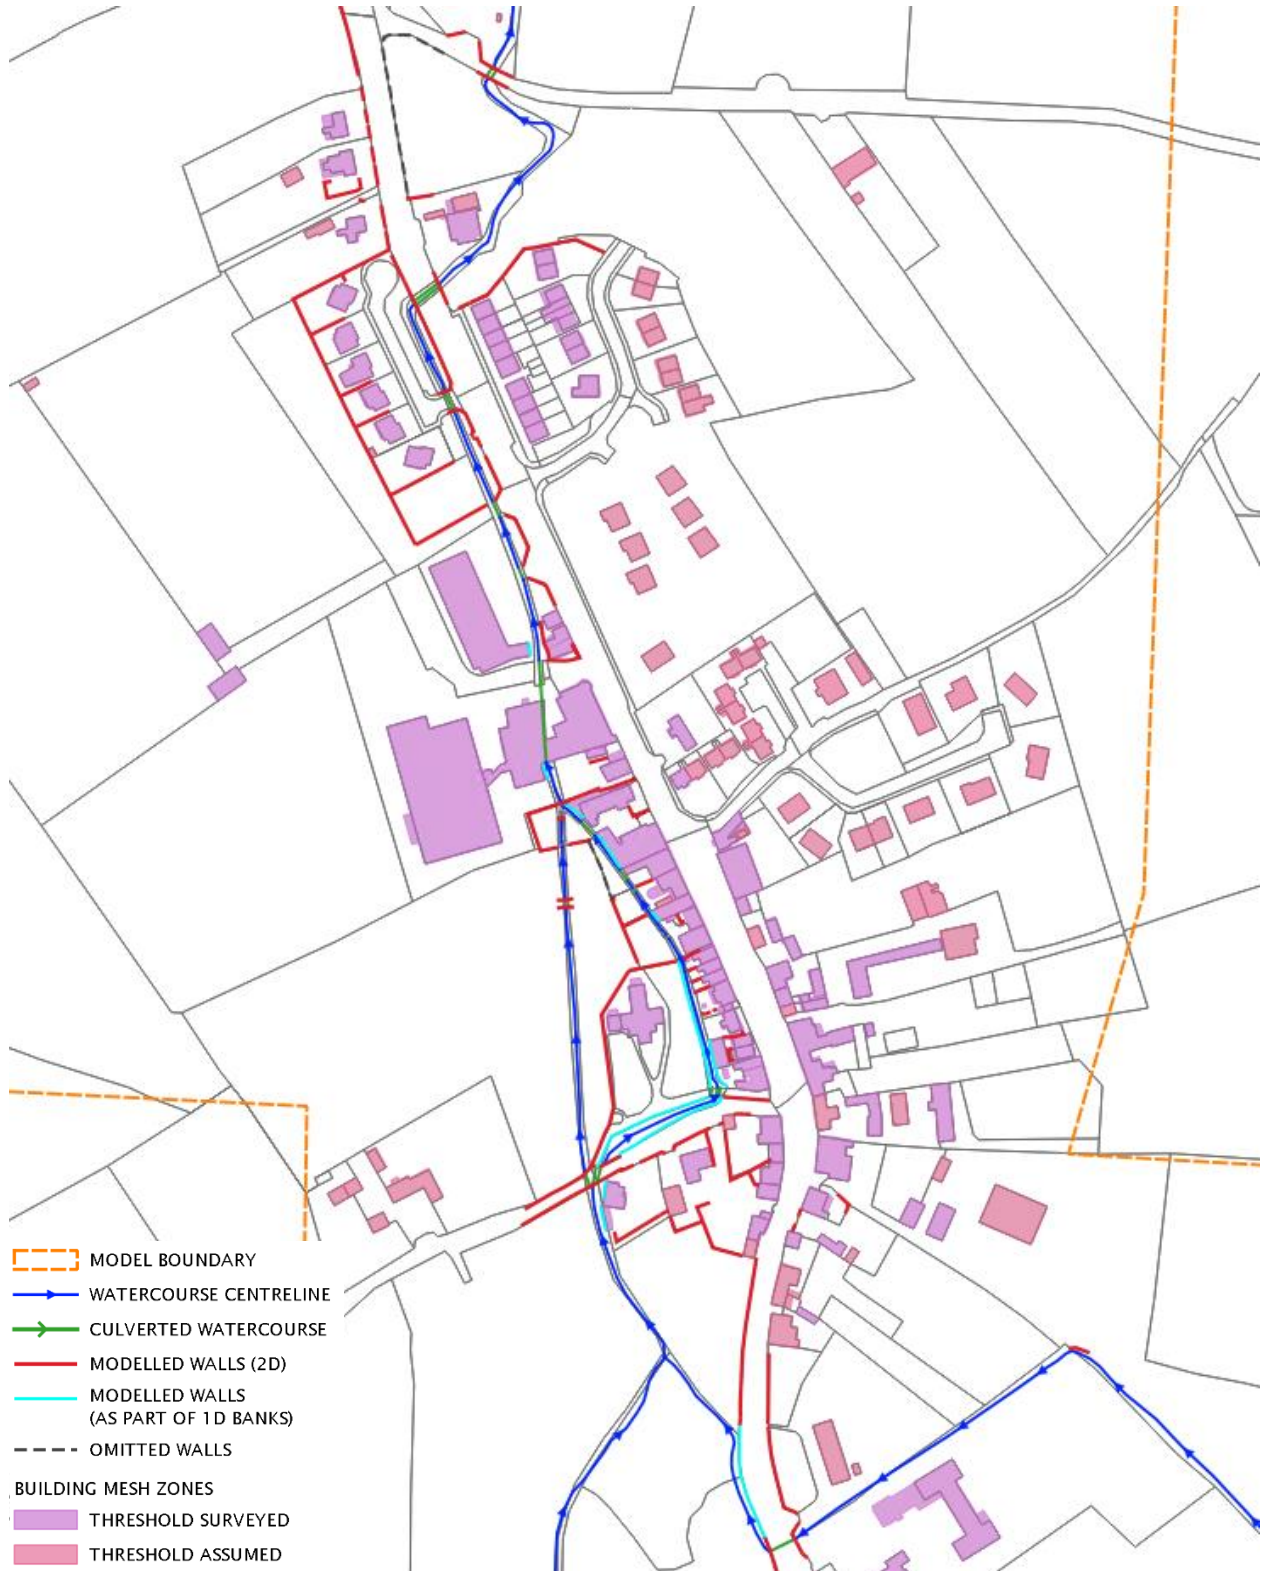 MODEL BOUNDARY
WATERCOURSE CENTRELINE
CULVERTED WATERCOURSE
MODELLED WALLS (2D)
MODELLED WALLS
(AS PART OF 1D BANKS)
OMITTED WALLS
BUILDING MESH ZONES
THRESHOLD SURVEYED
THRESHOLD ASSUMED